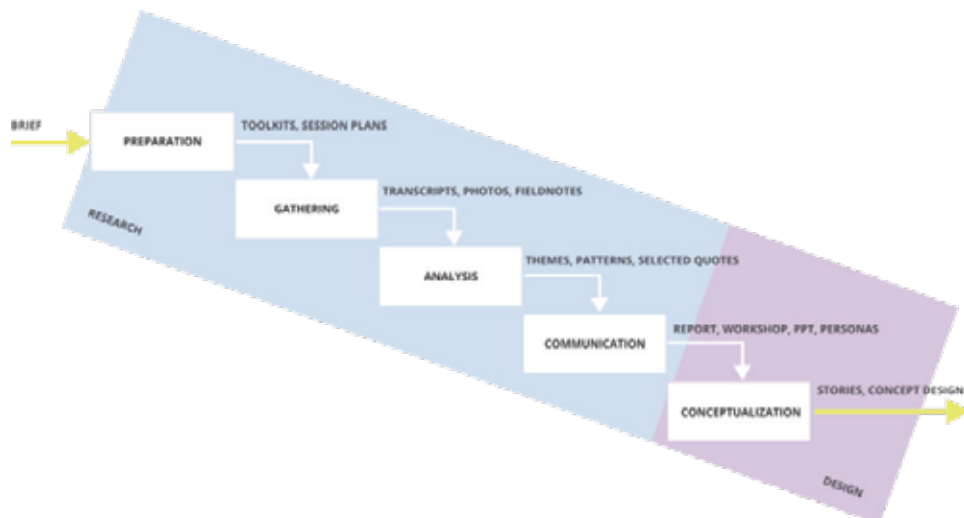 BRIEF
PREPARATION
TOOLKITS, SESSION PLANS
GATHERING
TRANSCRIPTS, PHOTOS, FIELDNOTES
RESEARCH
ANALYSIS
THEMES, PATTERNS, SELECTED QUOTES
COMMUNICATION
REPORT, WORKSHOP, PPT, PERSONAS
CONCEPTUALIZATION
STORIES, CONCEPT DESIGN
DESIGN